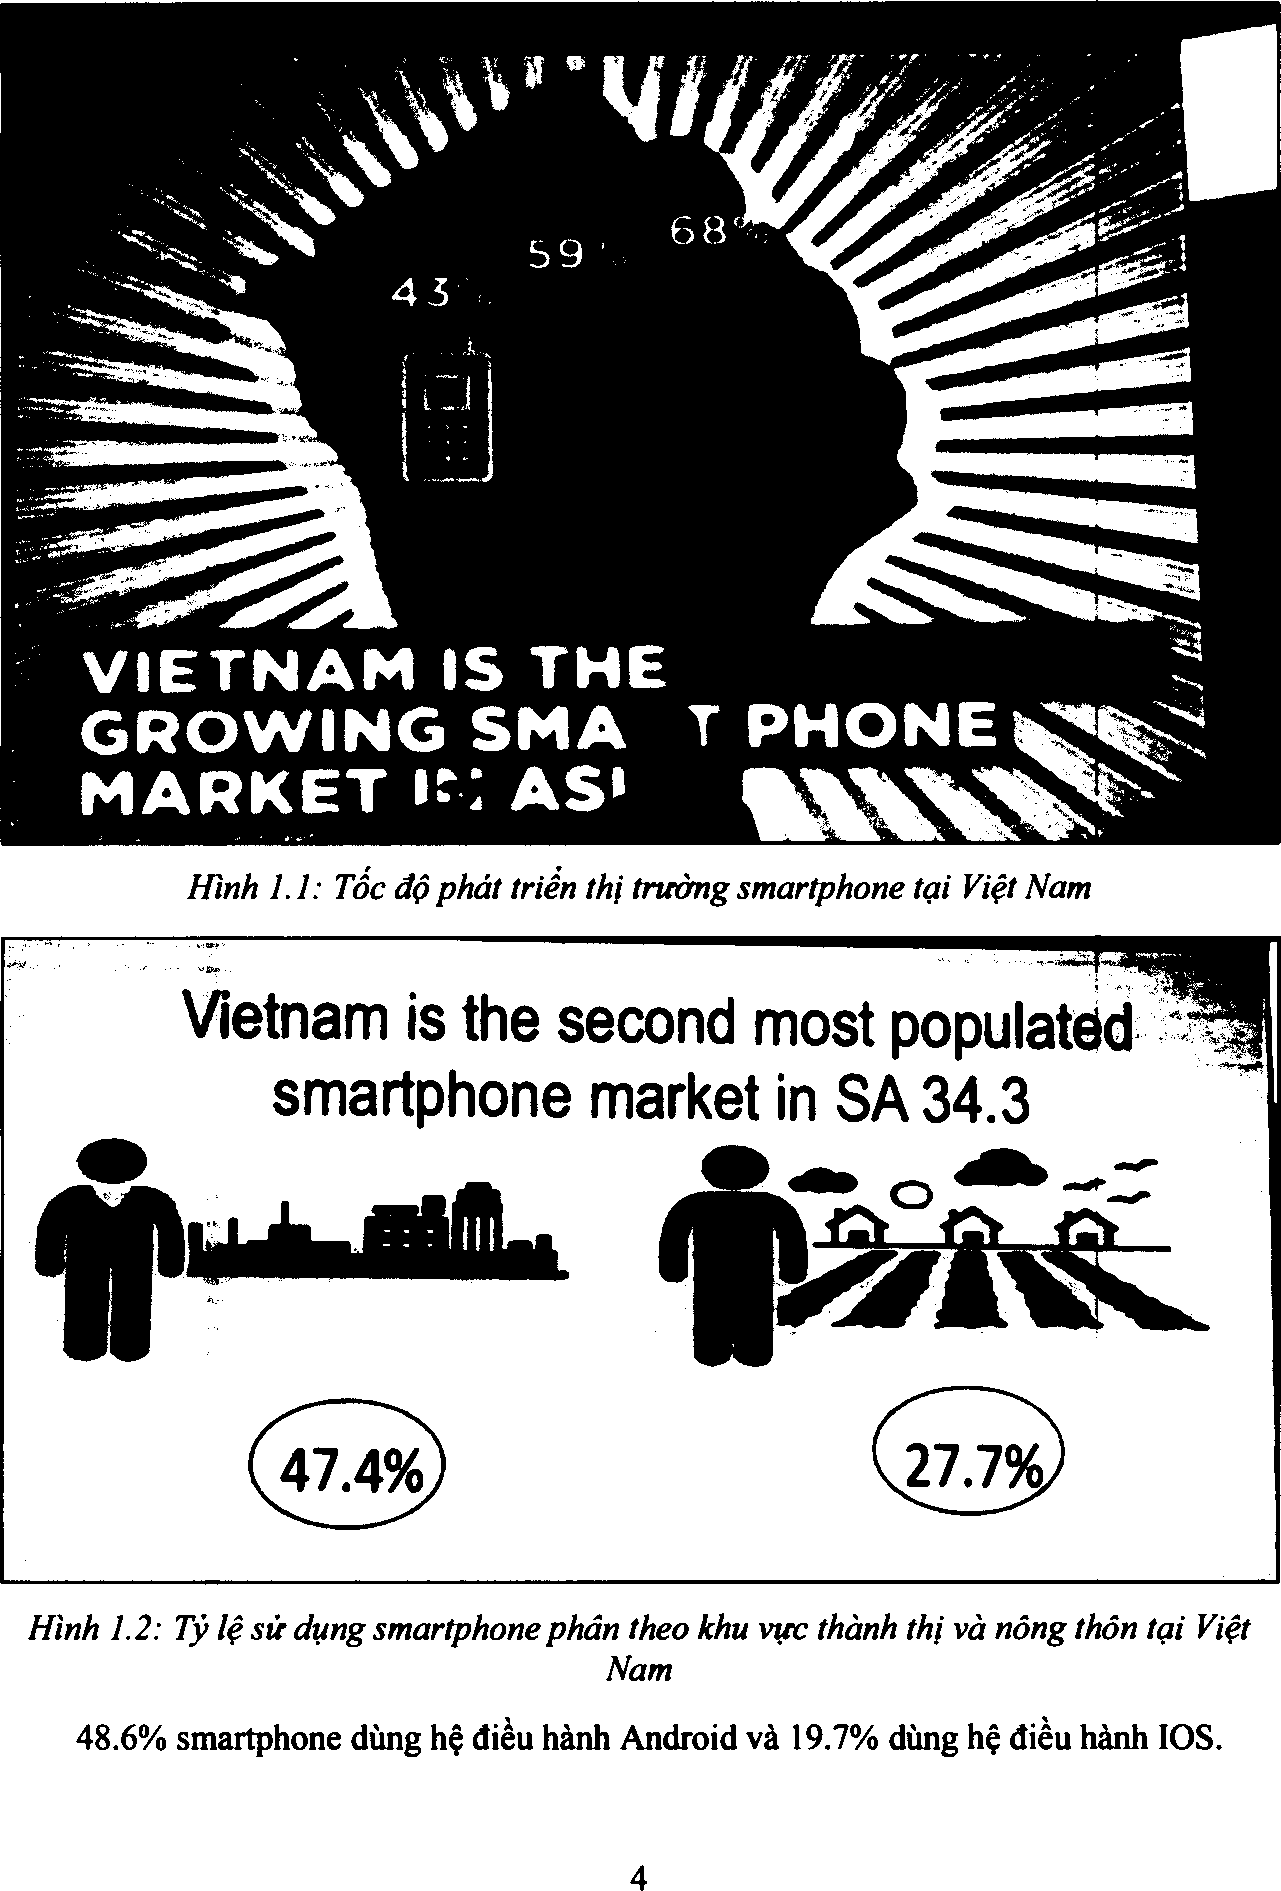 68%
59
43
VIETNAM IS THE
GROWING PHONE
MARKET
Hình 1.1: Tốc độ phát triển thị trường smartphone tại Việt Nam
Vietnam is the second most populated
smartphone market in SA 34.3
47.4%
27.7%
Hình 1.2: Tỷ lệ sử dụng smartphone phân theo khu vực thành thị và nông thôn tại Việt
Nam
48.6% smartphone dùng hệ điều hành Android và 19.7% dùng hệ điều hành IOS.
4